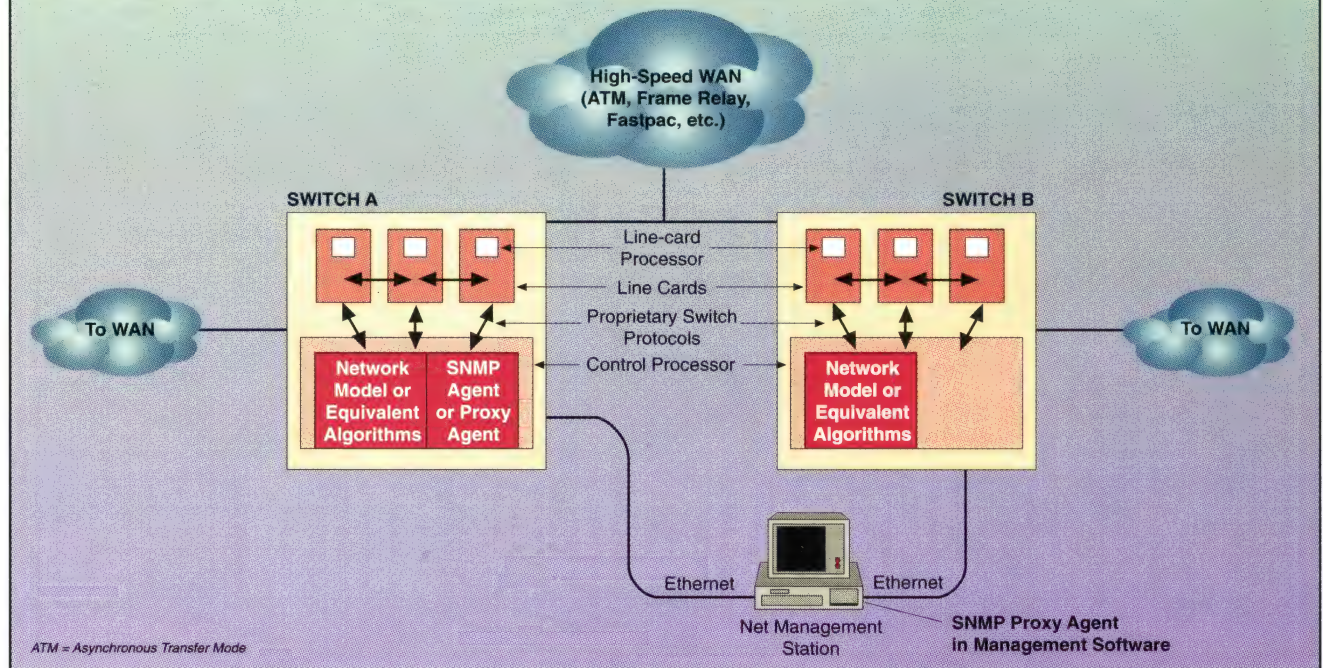 High-Speed WAN
(ATM, Frame Relay,
Fastpac, etc.)
SWITCH A
SWITCH B
Line-card
Processor
Line Cards
Proprietary Switch
Protocols
Control Processor
To WAN
To WAN
Network
Model or
Equivalent
Algorithms
SNMP
Agent
or Proxy
Agent
Network
Model or
Equivalent
Algorithms
Ethernet
Ethernet
Net Management
Station
SNMP Proxy Agent
in Management Software
ATM = Asynchronous Transfer Mode